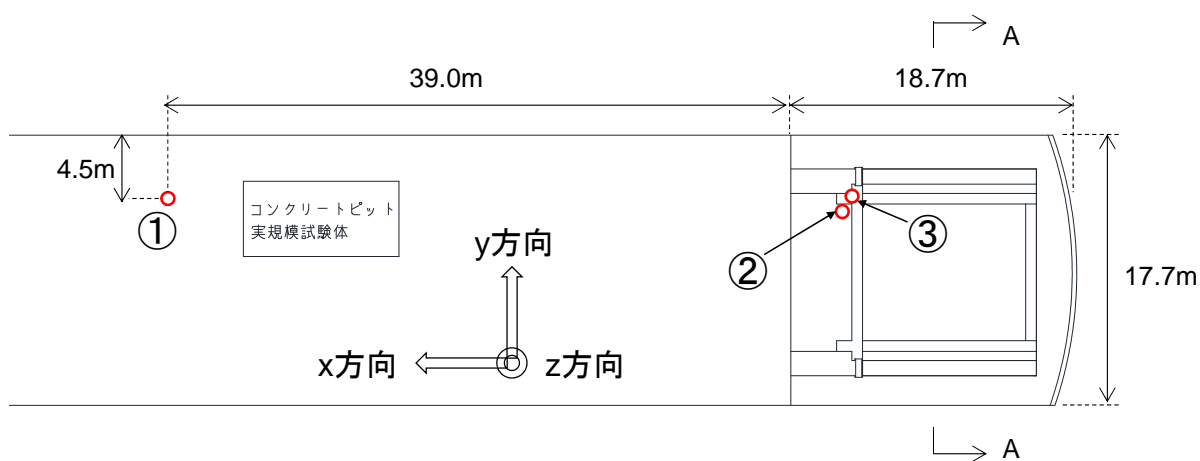 A
39.0m
18.7m
4.5m
①
コンクリートピット
実規模試験体
y方向
②
③
17.7m
x方向
z方向
A